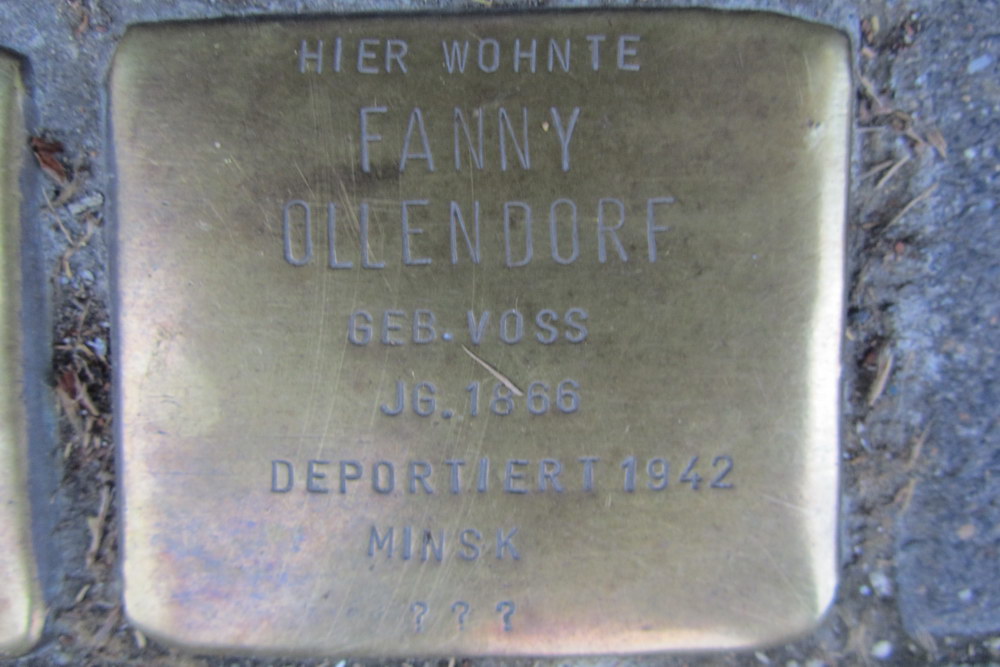 HIER WOHNTE
FANNY
OLLENDORF
GEB. VOSS
JG. 1866
DEPORTIERT 1942
MINSK
? ? ?